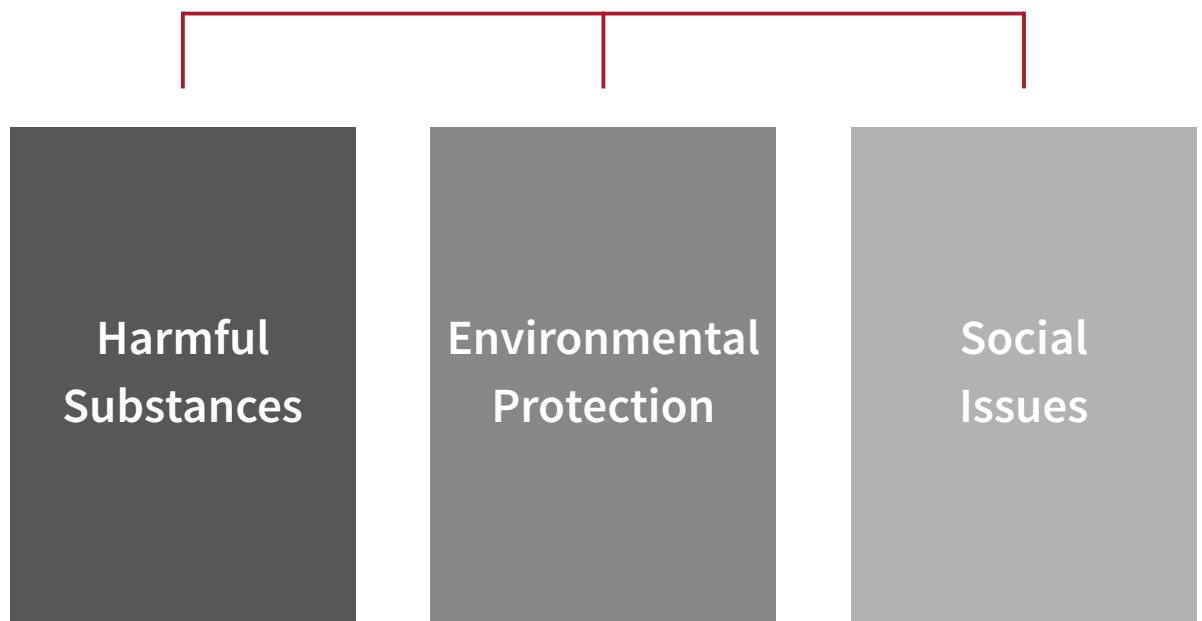 Harmful
Substances
Environmental
Protection
Social
Issues